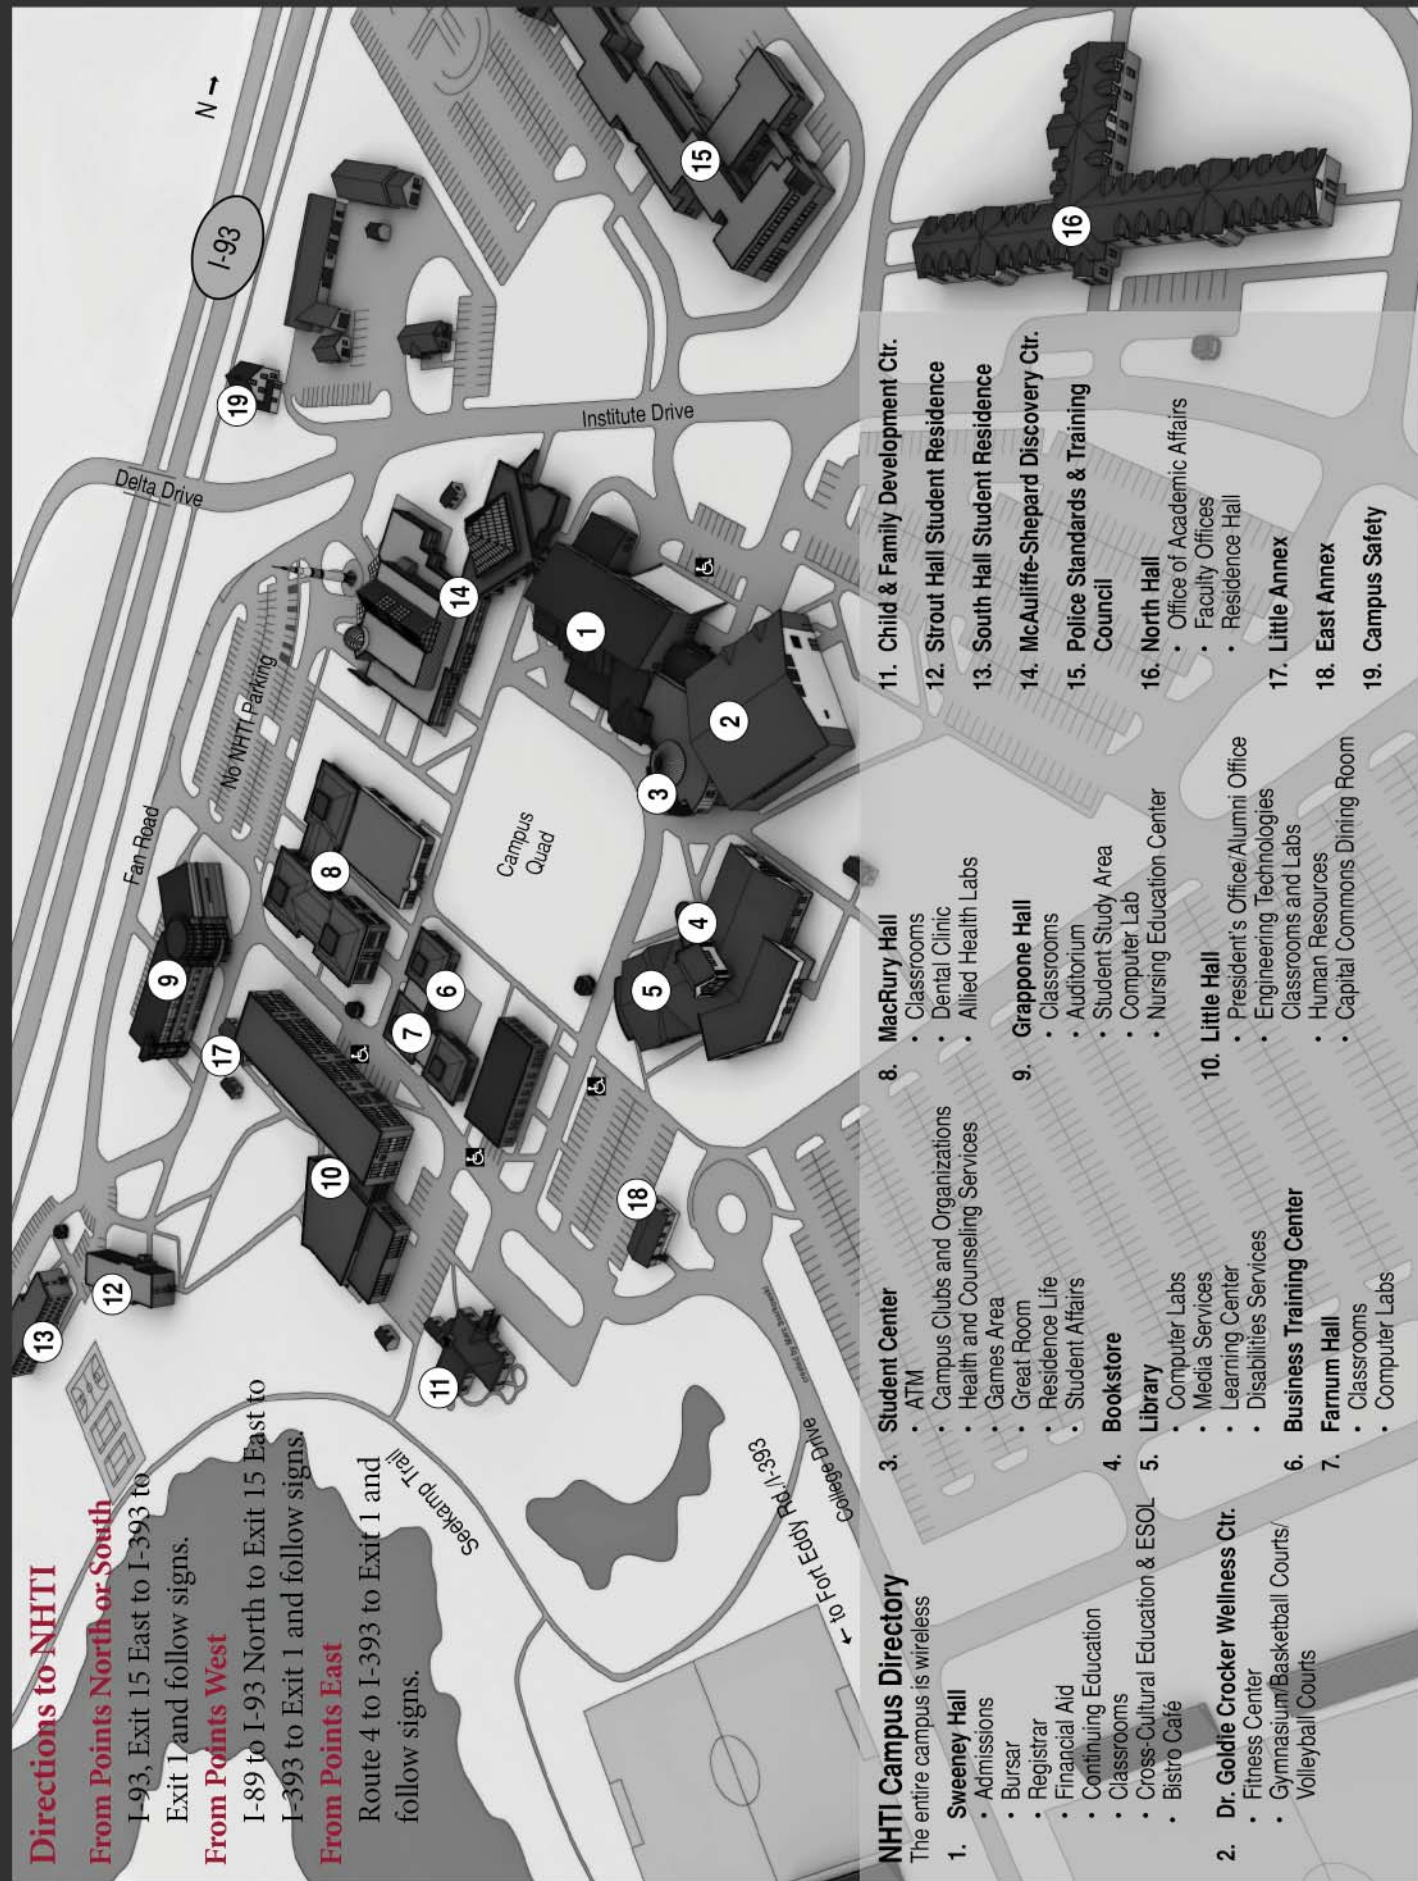 Directions to NHTI
From Points North or South
I-93, Exit 15 East to I-393 to
Exit 1 and follow signs.
From Points West
I-89 to I-93 North to Exit 15 East to
I-393 to Exit 1 and follow signs.
From Points East
Route 4 to I-393 to Exit 1 and
follow signs.
N →
I-93
Delta Drive
Fan Road
No NHTI Parking
Institute Drive
Campus
Quad
Seekamp Trail
College Drive
← to Fort Eddy Rd./I-393
13
12
9
19
17
10
8
14
15
11
7
6
1
16
18
5
4
3
2
NHTI Campus Directory
The entire campus is wireless
1. Sweeney Hall
• Admissions
• Bursar
• Registrar
• Financial Aid
• Continuing Education
• Classrooms
• Cross-Cultural Education & ESOL
• Bistro Café
2. Dr. Goldie Crocker Wellness Ctr.
• Fitness Center
• Gymnasium/Basketball Courts/
Volleyball Courts
3. Student Center
• ATM
• Campus Clubs and Organizations
• Health and Counseling Services
• Games Area
• Great Room
• Residence Life
• Student Affairs
4. Bookstore
5. Library
• Computer Labs
• Media Services
• Learning Center
• Disabilities Services
6. Business Training Center
7. Farnum Hall
• Classrooms
• Computer Labs
8. MacRury Hall
• Classrooms
• Dental Clinic
• Allied Health Labs
9. Grappone Hall
• Classrooms
• Auditorium
• Student Study Area
• Computer Lab
• Nursing Education Center
10. Little Hall
• President's Office/Alumni Office
• Engineering Technologies
Classrooms and Labs
• Human Resources
• Capital Commons Dining Room
11. Child & Family Development Ctr.
12. Strout Hall Student Residence
13. South Hall Student Residence
14. McAuliffe-Shepard Discovery Ctr.
15. Police Standards & Training
Council
16. North Hall
• Office of Academic Affairs
• Faculty Offices
• Residence Hall
17. Little Annex
18. East Annex
19. Campus Safety